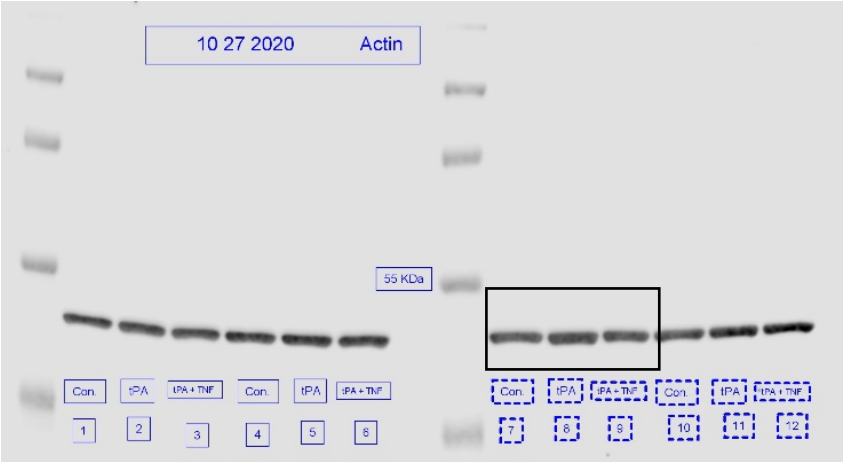 10 27 2020 Actin
55 KDa
Con. tPA tPA + TNF Con. tPA tPA + TNF
1 2 3 4 5 6
Con. tPA tPA + TNF Con. tPA tPA + TNF
7 8 9 10 11 12